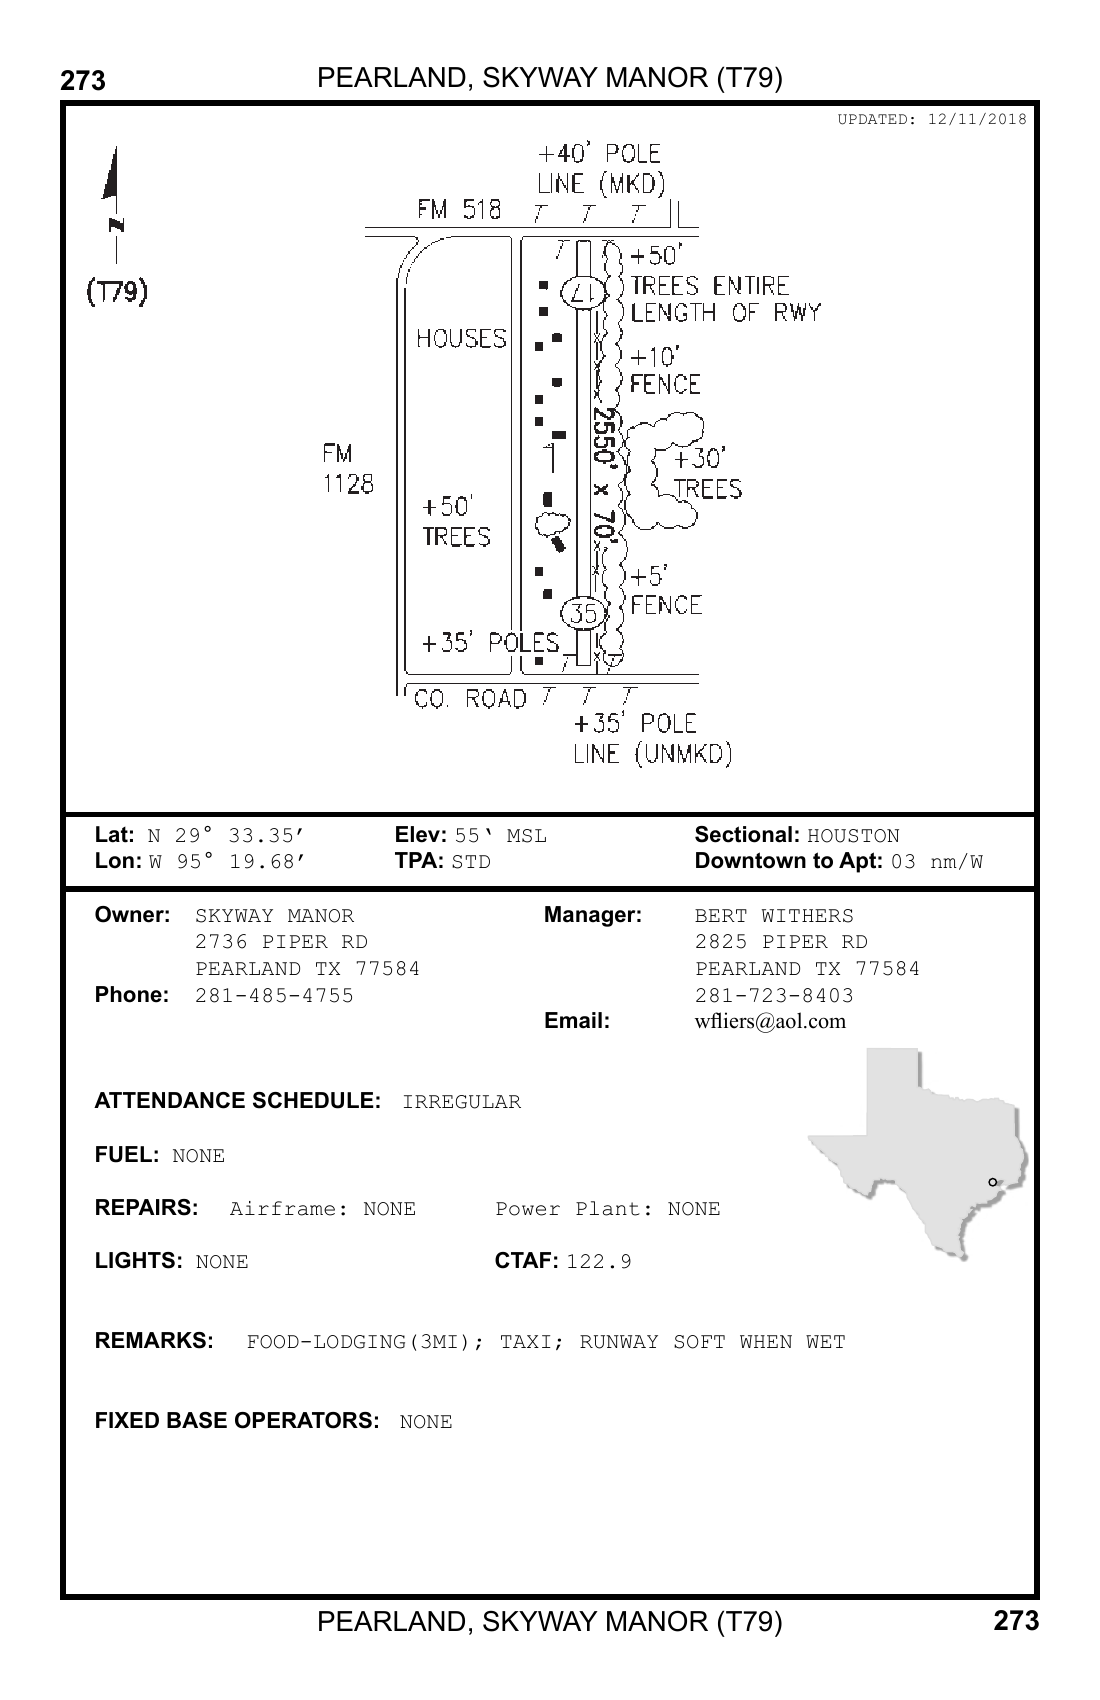 273 PEARLAND, SKYWAY MANOR (T79)
UPDATED: 12/11/2018
+40' POLE
LINE (MKD)
N
(T79)
FM 518
+50'
TREES ENTIRE
LENGTH OF RWY
17
HOUSES
+10'
FENCE
2550' x 70'
FM
1128
+30'
TREES
+50'
TREES
+5'
FENCE
35
+35' POLES
CO. ROAD
+35' POLE
LINE (UNMKD)
Lat: N 29° 33.35′ Elev: 55‘ MSL Sectional: HOUSTON
Lon: W 95° 19.68′ TPA: STD Downtown to Apt: 03 nm/W
Owner: SKYWAY MANOR Manager: BERT WITHERS
2736 PIPER RD 2825 PIPER RD
PEARLAND TX 77584 PEARLAND TX 77584
Phone: 281-485-4755 281-723-8403
Email: wfliers@aol.com
ATTENDANCE SCHEDULE: IRREGULAR
FUEL: NONE
REPAIRS: Airframe: NONE Power Plant: NONE
LIGHTS: NONE CTAF: 122.9
REMARKS: FOOD-LODGING(3MI); TAXI; RUNWAY SOFT WHEN WET
FIXED BASE OPERATORS: NONE
PEARLAND, SKYWAY MANOR (T79) 273